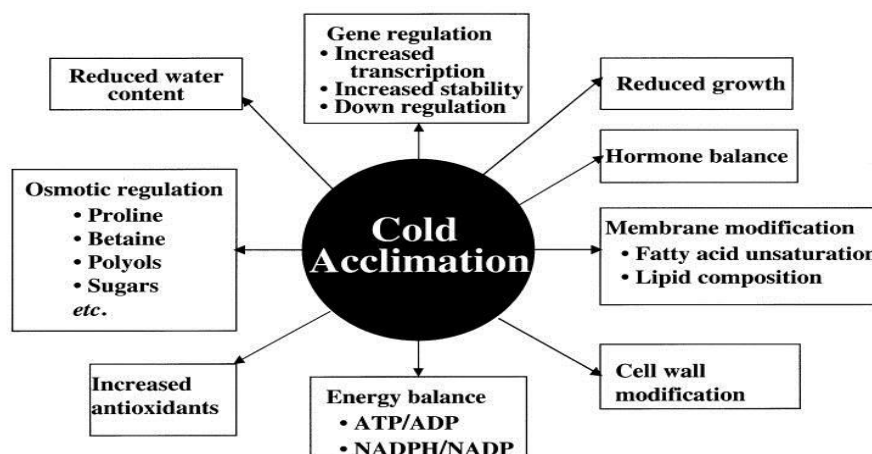 Gene regulation
• Increased
transcription
• Increased stability
• Down regulation
Reduced water
content
Reduced growth
Hormone balance
Osmotic regulation
• Proline
• Betaine
• Polyols
• Sugars
etc.
Cold
Acclimation
Membrane modification
• Fatty acid unsaturation
• Lipid composition
Increased
antioxidants
Energy balance
• ATP/ADP
• NADPH/NADP
Cell wall
modification